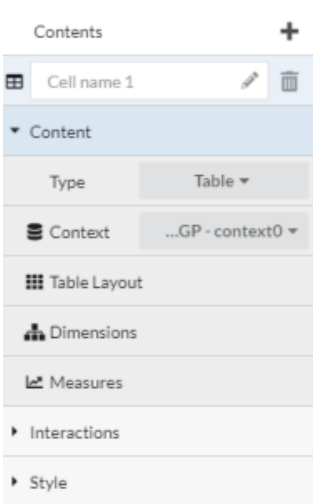 Contents
Cell name 1
Content
Type Table
Context ...GP - context0
Table Layout
Dimensions
Measures
Interactions
Style